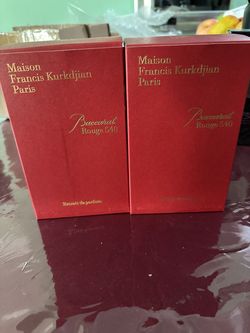 Maison
Francis Kurkdjian
Paris
Baccarat
Rouge 540
Extrait de parfum
Maison
Francis Kurkdjian
Paris
Baccarat
Rouge 540